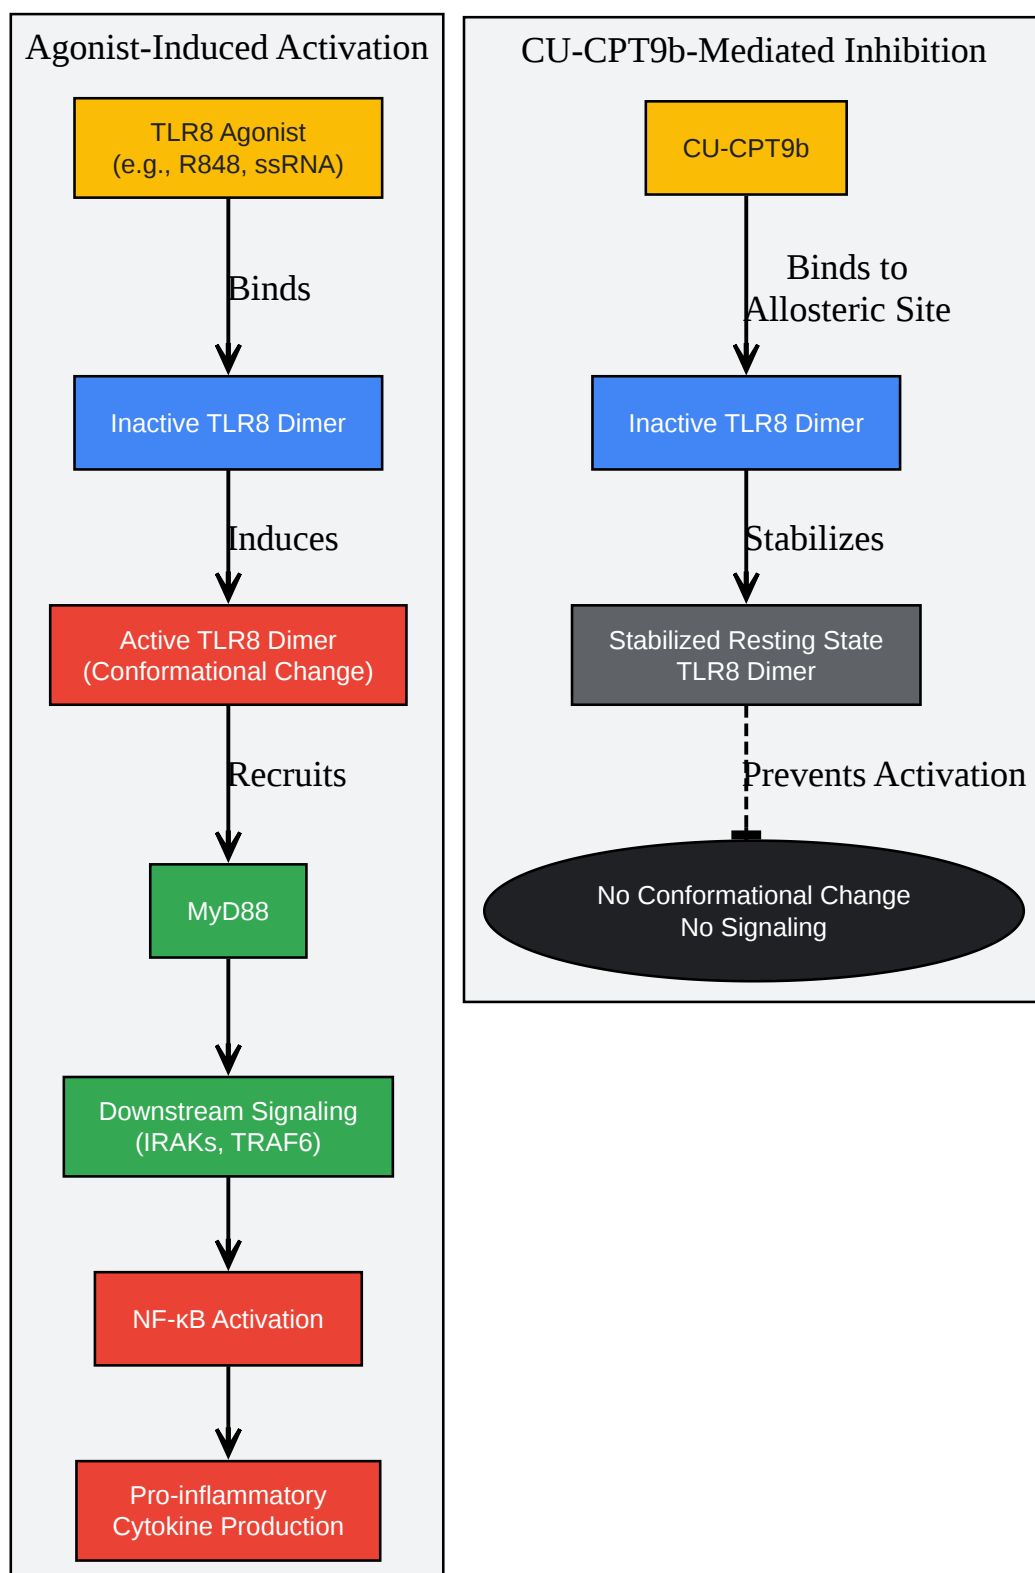 Agonist-Induced Activation
TLR8 Agonist
(e.g., R848, ssRNA)
Binds
Inactive TLR8 Dimer
Induces
Active TLR8 Dimer
(Conformational Change)
Recruits
MyD88
Downstream Signaling
(IRAKs, TRAF6)
NF-κB Activation
Pro-inflammatory
Cytokine Production
CU-CPT9b-Mediated Inhibition
CU-CPT9b
Binds to
Allosteric Site
Inactive TLR8 Dimer
Stabilizes
Stabilized Resting State
TLR8 Dimer
Prevents Activation
No Conformational Change
No Signaling